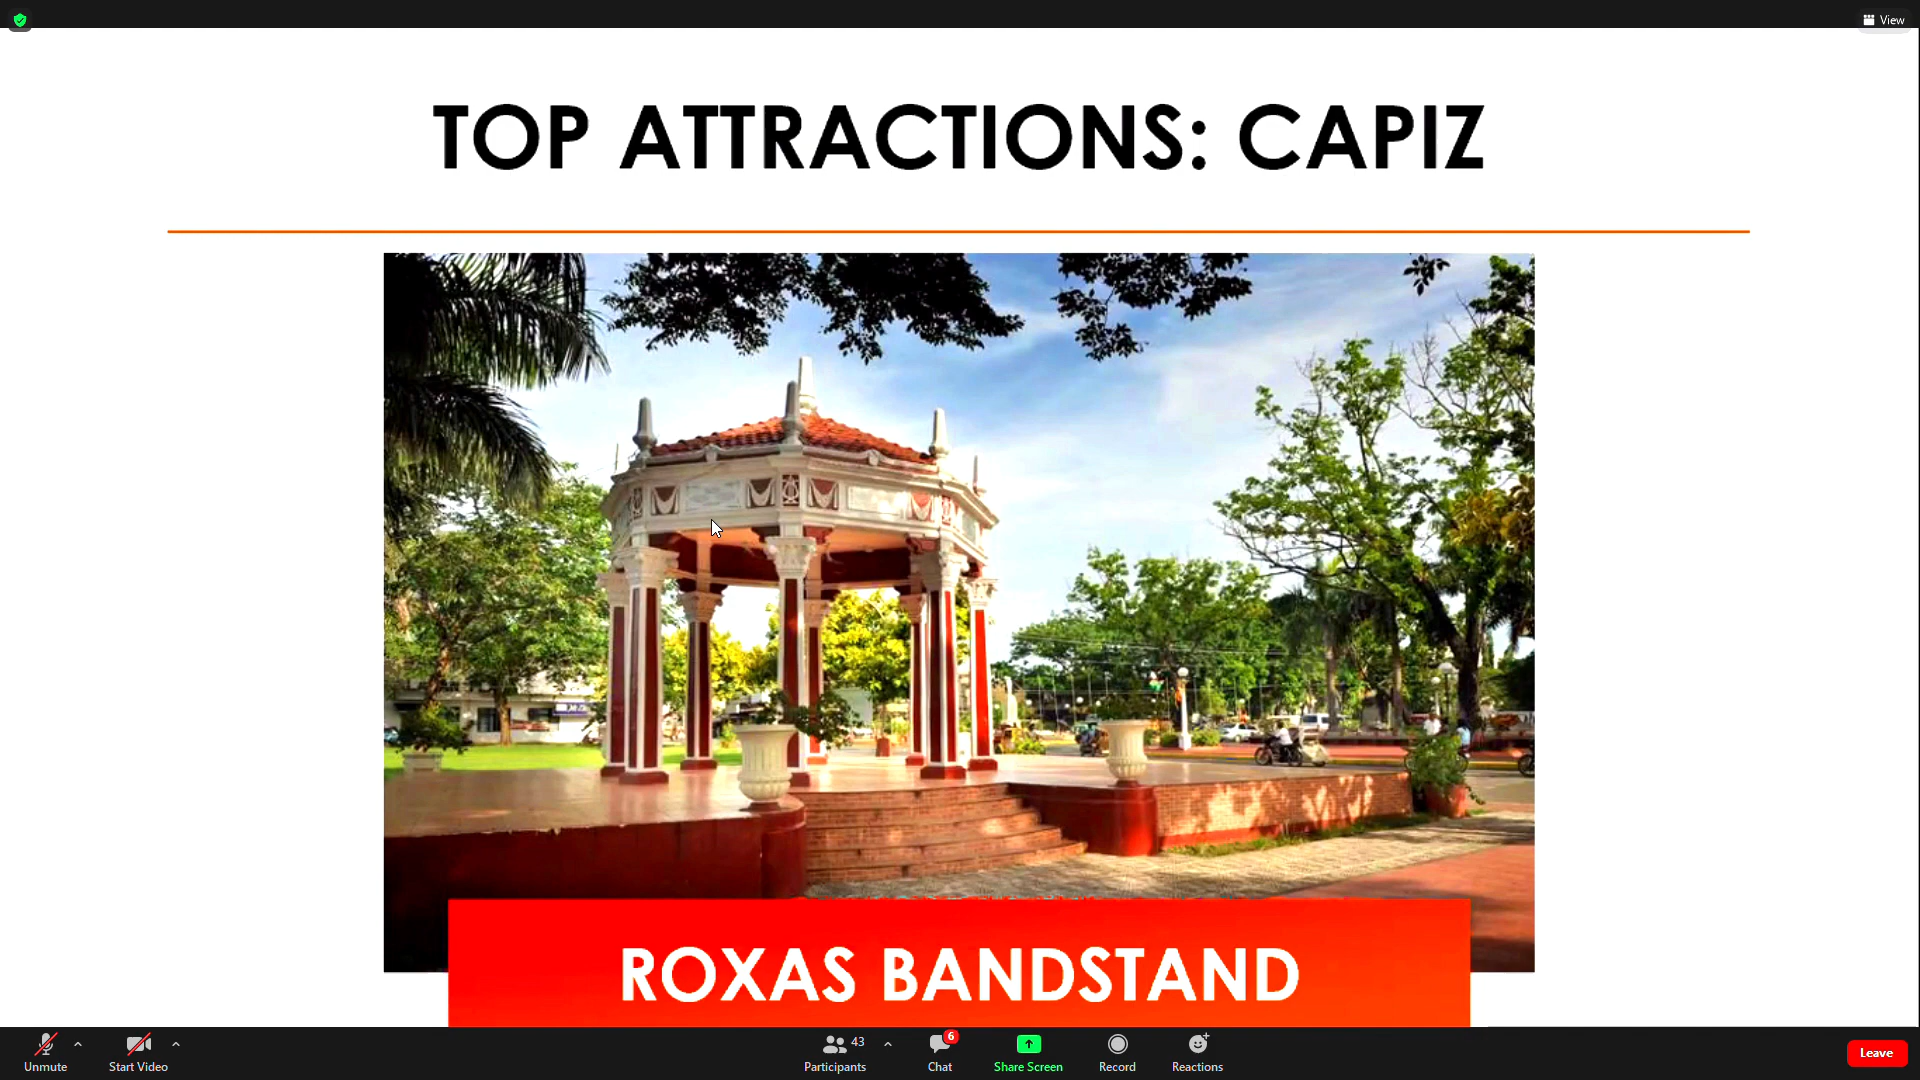 View
TOP ATTRACTIONS: CAPIZ
ROXAS BANDSTAND
Unmute
Start Video
43
Participants
6
Chat
Share Screen
Record
Reactions
Leave